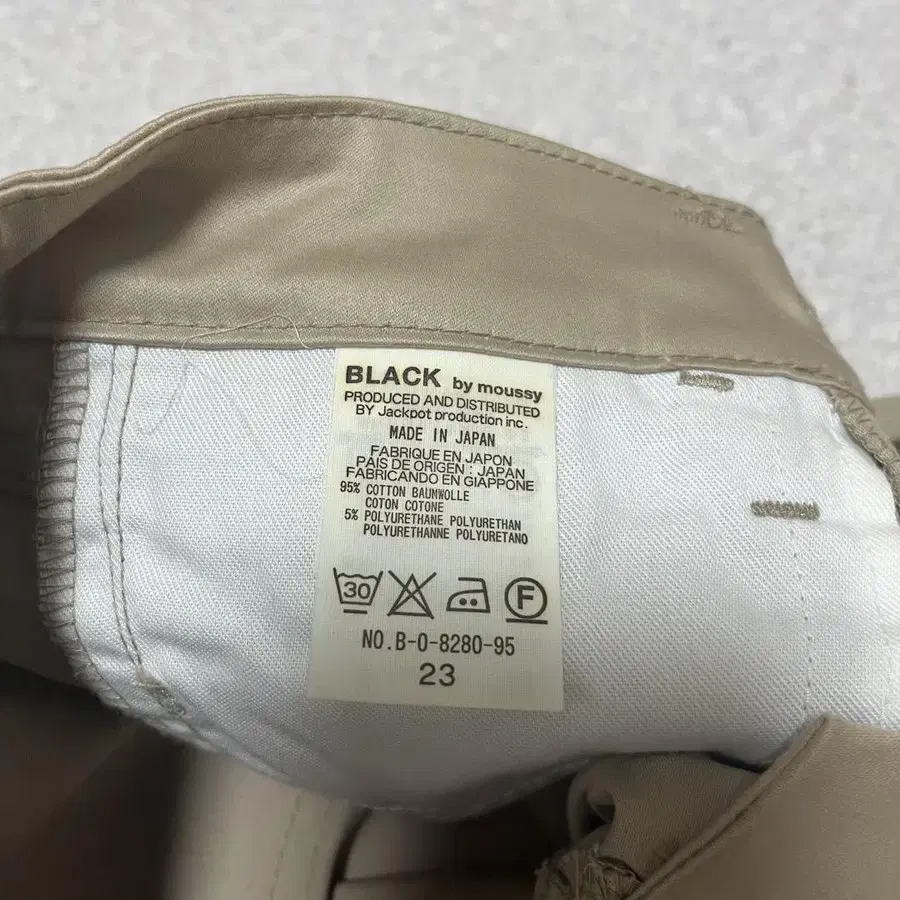 BLACK by moussy
PRODUCED AND DISTRIBUTED
BY Jackpot production inc.
MADE IN JAPAN
FABRIQUE EN JAPON
PAIS DE ORIGEN : JAPAN
FABRICANDO EN GIAPPONE
95% COTTON BAUMWOLLE
COTON COTONE
5% POLYURETHANE POLYURETHAN
POLYURETHANNE POLYURETANO
30 F
NO.B-0-8280-95
23